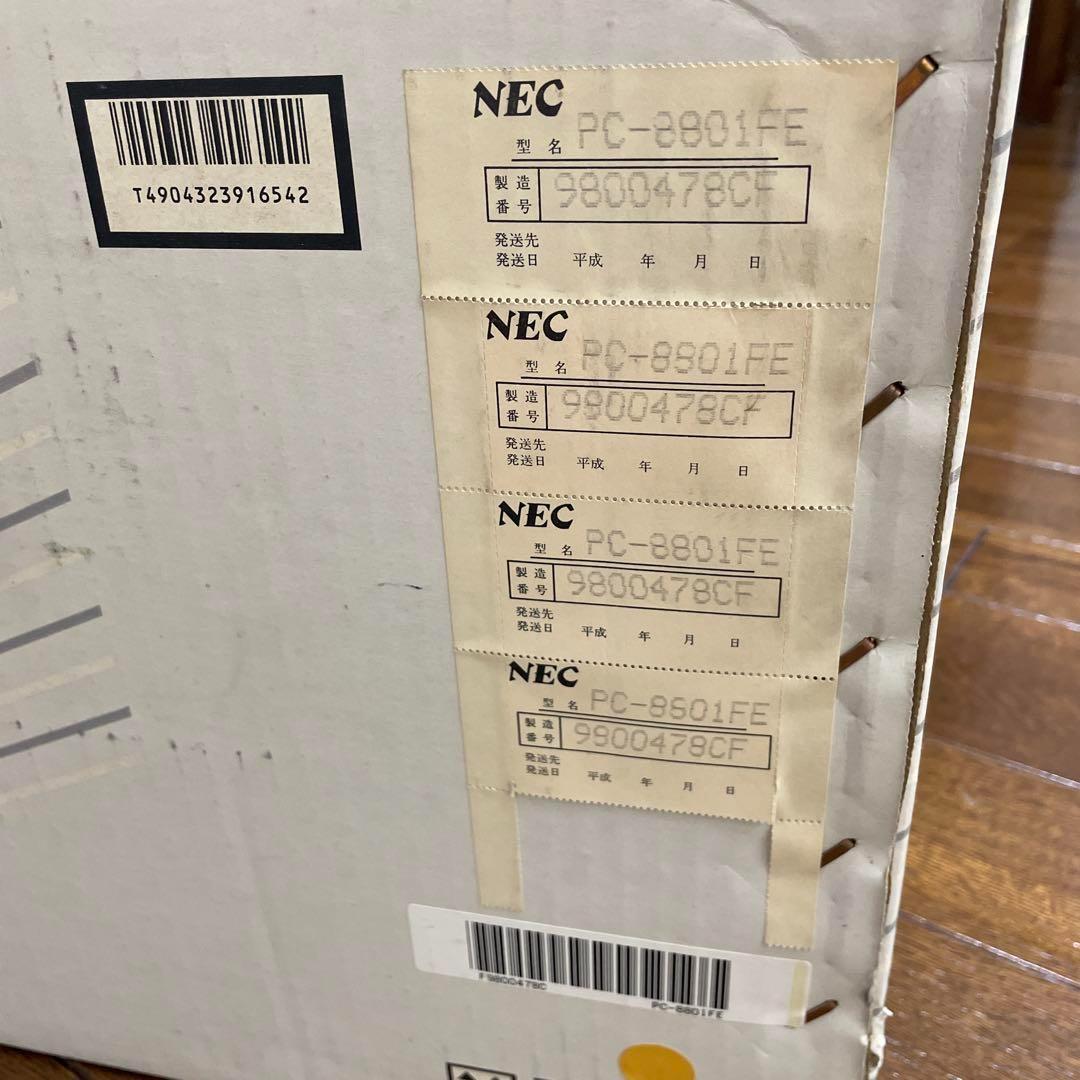 T4904323916542
NEC
型名 PC-8801FE
製造番号 9800478CF
発送先
発送日 平成 年 月 日
NEC
型名 PC-8801FE
製造番号 9800478CF
発送先
発送日 平成 年 月 日
NEC
型名 PC-8801FE
製造番号 9800478CF
発送先
発送日 平成 年 月 日
NEC
型名 PC-8801FE
製造番号 9800478CF
発送先
発送日 平成 年 月 日
F9800478C
PC-8801FE